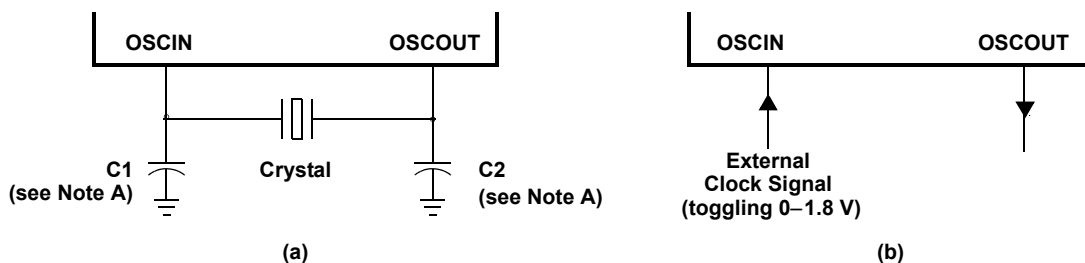 OSCIN
OSCOUT
C1
(see Note A)
Crystal
C2
(see Note A)
(a)
OSCIN
OSCOUT
External
Clock Signal
(toggling 0–1.8 V)
(b)